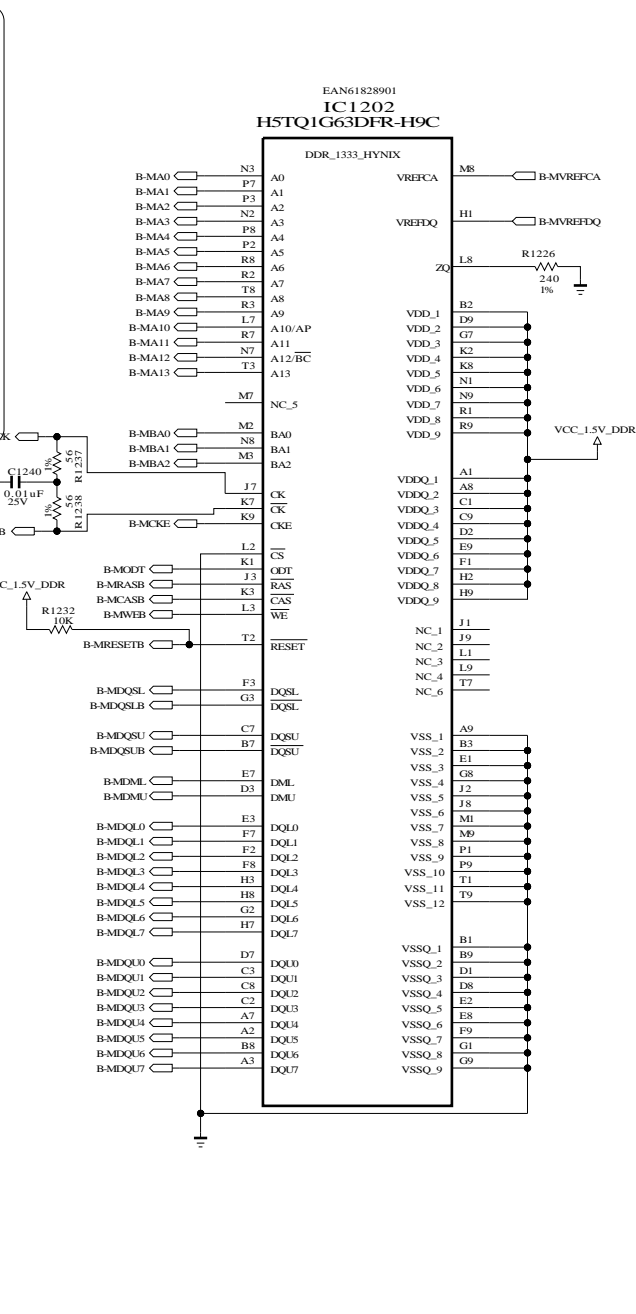 EAN61828901
IC1202
H5TQ1G63DFR-H9C
DDR_1333_HYNIX
B-MA0 N3 A0 VREFCA M8 B-MVREFCA
B-MA1 P7 A1
B-MA2 P3 A2
B-MA3 N2 A3 VREFDQ H1 B-MVREFDQ
B-MA4 P8 A4
B-MA5 P2 A5
B-MA6 R8 A6 ZQ L8 R1226
240
1%
B-MA7 R2 A7
B-MA8 T8 A8
B-MA9 R3 A9 VDD_1 B2
B-MA10 L7 A10/AP VDD_2 D9
B-MA11 R7 A11 VDD_3 G7
B-MA12 N7 A12/BC VDD_4 K2
B-MA13 T3 A13 VDD_5 K8
VDD_6 N1
M7 NC_5 VDD_7 N9
VDD_8 R1
B-MBA0 M2 BA0 VDD_9 R9
VCC_1.5V_DDR
B-MBA1 N8 BA1
B-MBA2 M3 BA2
K
1%
56
R1237
C1240
0.01uF
25V
1%
56
R1238
B
VDDQ_1 A1
J7 CK VDDQ_2 A8
K7 CK VDDQ_3 C1
B-MCKE K9 CKE VDDQ_4 C9
VDDQ_5 D2
L2 CS VDDQ_6 E9
B-MODT K1 ODT VDDQ_7 F1
B-MRASB J3 RAS VDDQ_8 H2
B-MCASB K3 CAS VDDQ_9 H9
B-MWEB L3 WE
C_1.5V_DDR
R1232
10K
B-MRESETB T2 RESET
NC_1 J1
NC_2 J9
NC_3 L1
NC_4 L9
NC_6 T7
B-MDQSL F3 DQSL
B-MDQSLB G3 DQSL
B-MDQSU C7 DQSU VSS_1 A9
B-MDQSUB B7 DQSU VSS_2 B3
VSS_3 E1
B-MDML E7 DML VSS_4 G8
B-MDMU D3 DMU VSS_5 J2
VSS_6 J8
B-MDQL0 E3 DQL0 VSS_7 M1
B-MDQL1 F7 DQL1 VSS_8 M9
B-MDQL2 F2 DQL2 VSS_9 P1
B-MDQL3 F8 DQL3 VSS_10 P9
B-MDQL4 H3 DQL4 VSS_11 T1
B-MDQL5 H8 DQL5 VSS_12 T9
B-MDQL6 G2 DQL6
B-MDQL7 H7 DQL7
VSSQ_1 B1
B-MDQU0 D7 DQU0 VSSQ_2 B9
B-MDQU1 C3 DQU1 VSSQ_3 D1
B-MDQU2 C8 DQU2 VSSQ_4 D8
B-MDQU3 C2 DQU3 VSSQ_5 E2
B-MDQU4 A7 DQU4 VSSQ_6 E8
B-MDQU5 A2 DQU5 VSSQ_7 F9
B-MDQU6 B8 DQU6 VSSQ_8 G1
B-MDQU7 A3 DQU7 VSSQ_9 G9